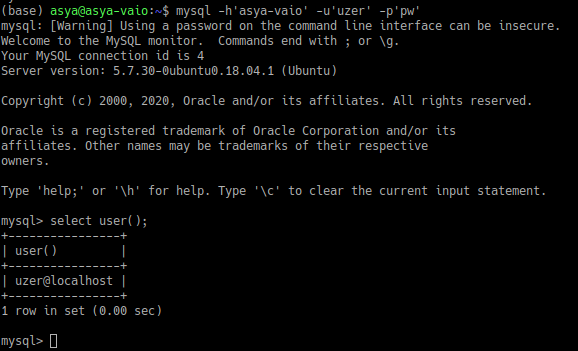 (base) asya@asya-vaio:~$ mysql -h'asya-vaio' -u'uzer' -p'pw'
mysql: [Warning] Using a password on the command line interface can be insecure.
Welcome to the MySQL monitor.  Commands end with ; or \g.
Your MySQL connection id is 4
Server version: 5.7.30-0ubuntu0.18.04.1 (Ubuntu)

Copyright (c) 2000, 2020, Oracle and/or its affiliates. All rights reserved.

Oracle is a registered trademark of Oracle Corporation and/or its
affiliates. Other names may be trademarks of their respective
owners.

Type 'help;' or '\h' for help. Type '\c' to clear the current input statement.

mysql> select user();
+----------------+
| user()         |
+----------------+
| uzer@localhost |
+----------------+
1 row in set (0.00 sec)

mysql>